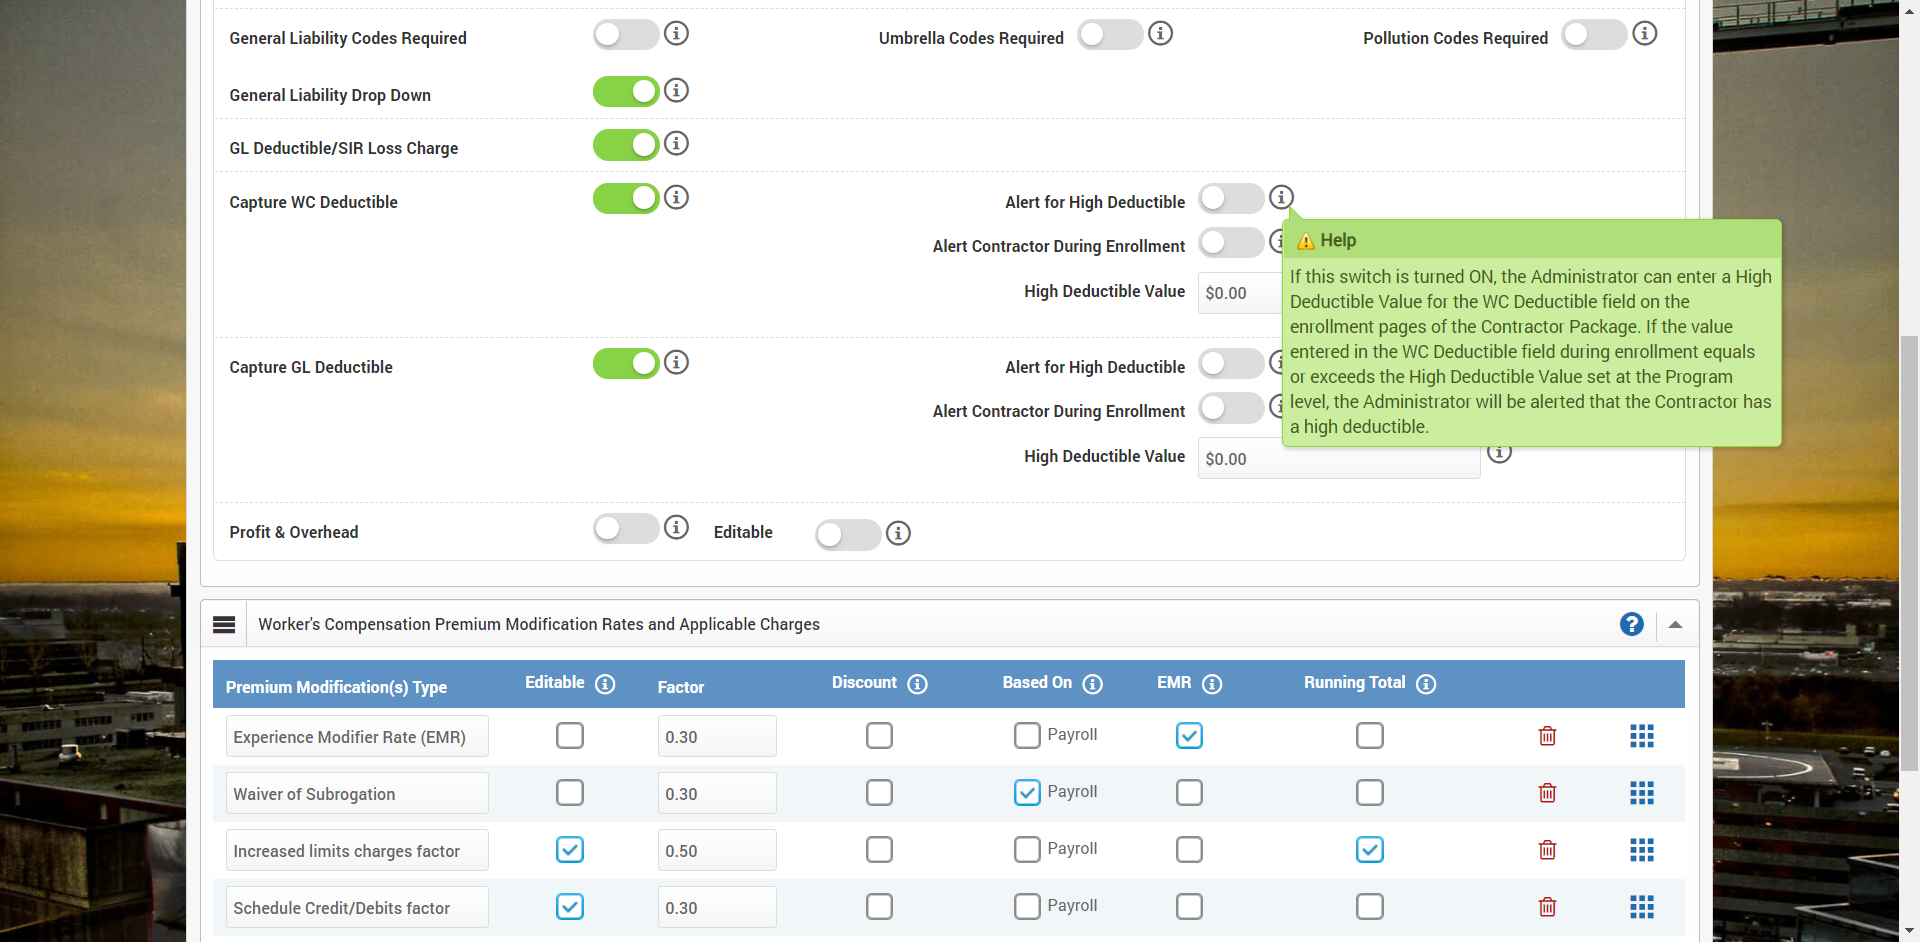 General Liability Codes Required
Umbrella Codes Required
Pollution Codes Required
General Liability Drop Down
GL Deductible/SIR Loss Charge
Capture WC Deductible
Alert for High Deductible
Alert Contractor During Enrollment
High Deductible Value
$0.00
Help
If this switch is turned ON, the Administrator can enter a High
Deductible Value for the WC Deductible field on the
enrollment pages of the Contractor Package. If the value
entered in the WC Deductible field during enrollment equals
or exceeds the High Deductible Value set at the Program
level, the Administrator will be alerted that the Contractor has
a high deductible.
Capture GL Deductible
Alert for High Deductible
Alert Contractor During Enrollment
High Deductible Value
$0.00
Profit & Overhead
Editable
Worker's Compensation Premium Modification Rates and Applicable Charges
Premium Modification(s) Type Editable Factor Discount Based On EMR Running Total
Experience Modifier Rate (EMR) 0.30 Payroll
Waiver of Subrogation 0.30 Payroll
Increased limits charges factor 0.50 Payroll
Schedule Credit/Debits factor 0.30 Payroll